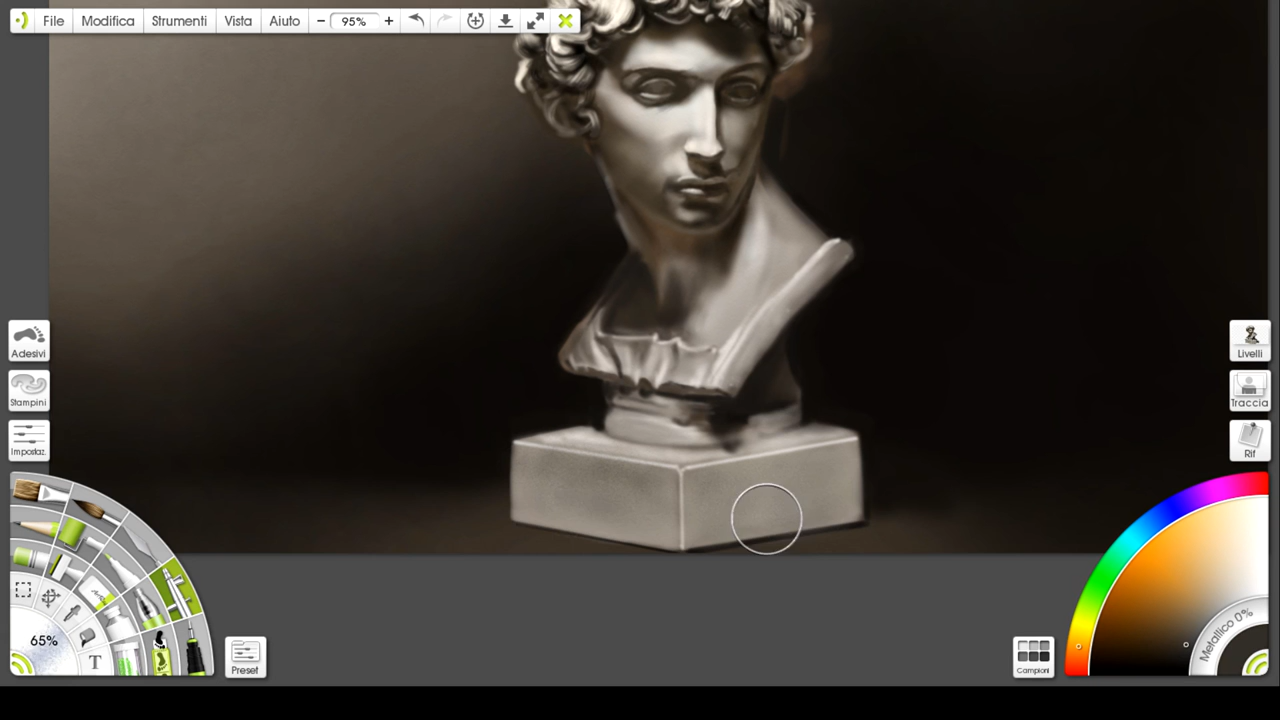 File Modifica Strumenti Vista Aiuto − 95% +
Adesivi
Stampini
Impostaz.
Livelli
Traccia
Rif
65%
T
Preset
Campioni
Metallico 0%